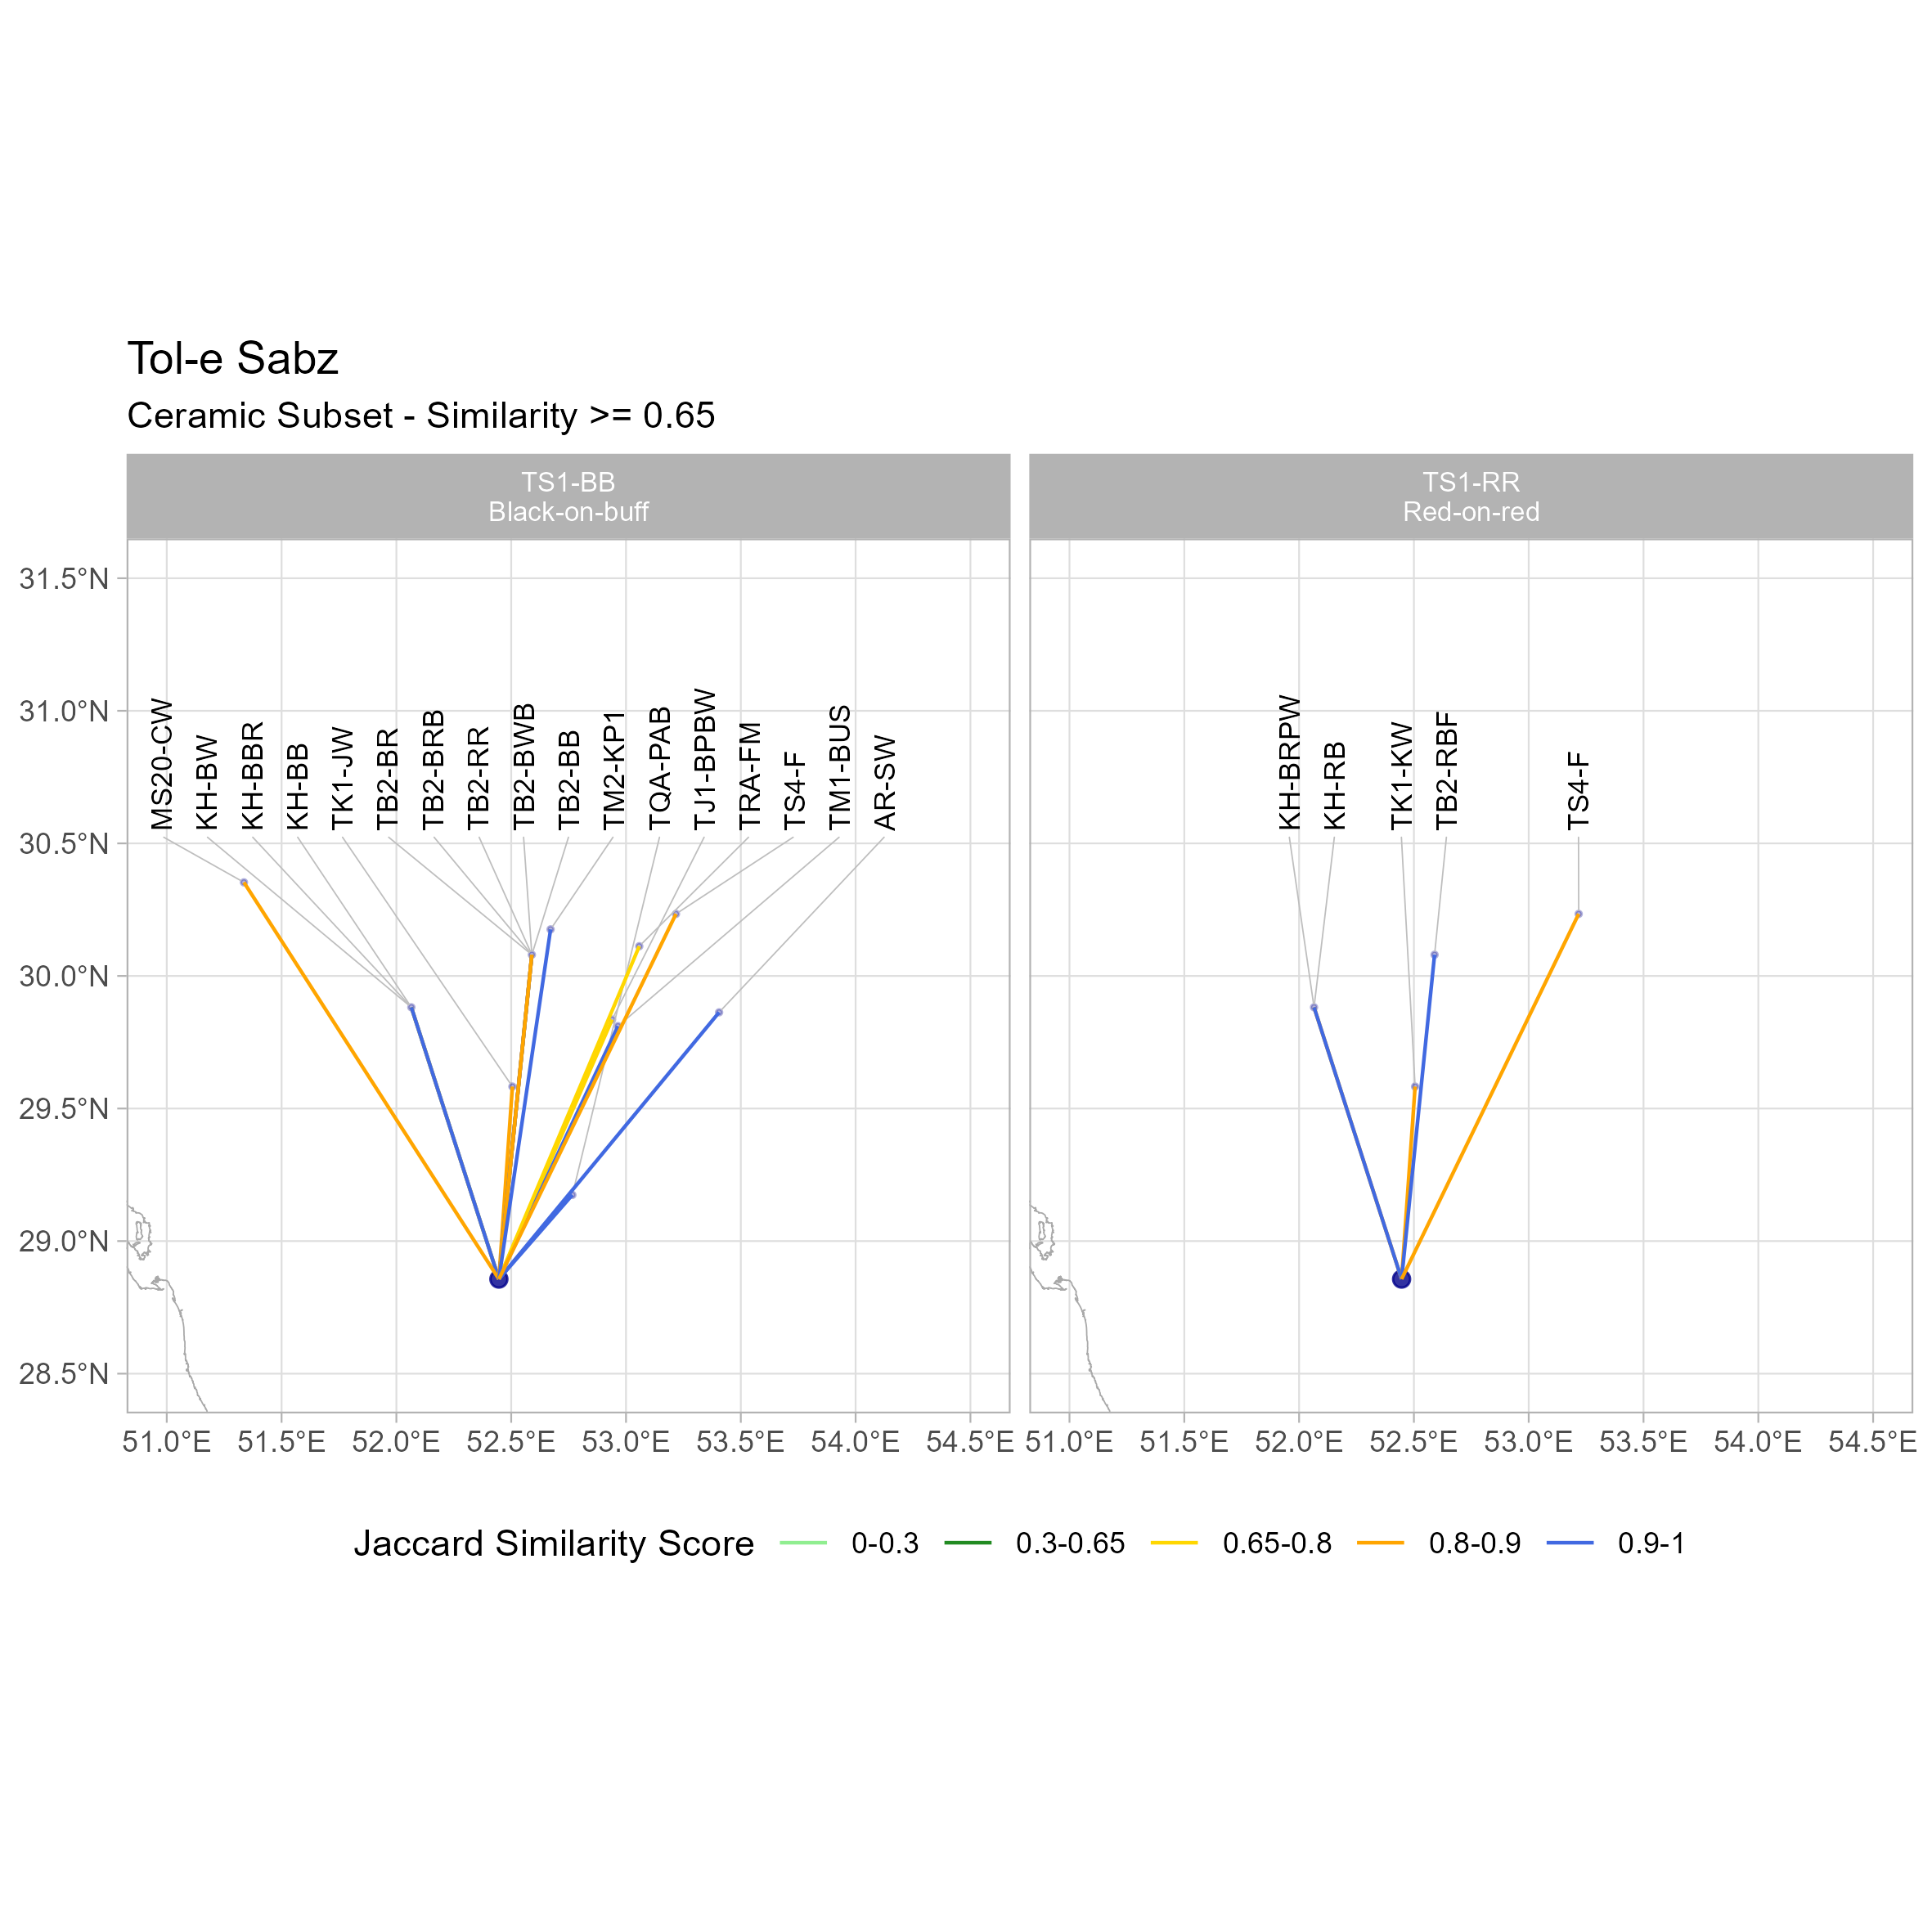 Tol-e Sabz
Ceramic Subset - Similarity >= 0.65
TS1-BB
Black-on-buff
TS1-RR
Red-on-red
31.5°N
31.0°N
30.5°N
30.0°N
29.5°N
29.0°N
28.5°N
MS20-CW
KH-BW
KH-BBR
KH-BB
TK1-JW
TB2-BR
TB2-BRB
TB2-RR
TB2-BWB
TB2-BB
TM2-KP1
TQA-PAB
TJ1-BPBW
TRA-FM
TS4-F
TM1-BUS
AR-SW
KH-BRPW
KH-RB
TK1-KW
TB2-RBF
TS4-F
51.0°E 51.5°E 52.0°E 52.5°E 53.0°E 53.5°E 54.0°E 54.5°E
51.0°E 51.5°E 52.0°E 52.5°E 53.0°E 53.5°E 54.0°E 54.5°E
Jaccard Similarity Score 0-0.3 0.3-0.65 0.65-0.8 0.8-0.9 0.9-1